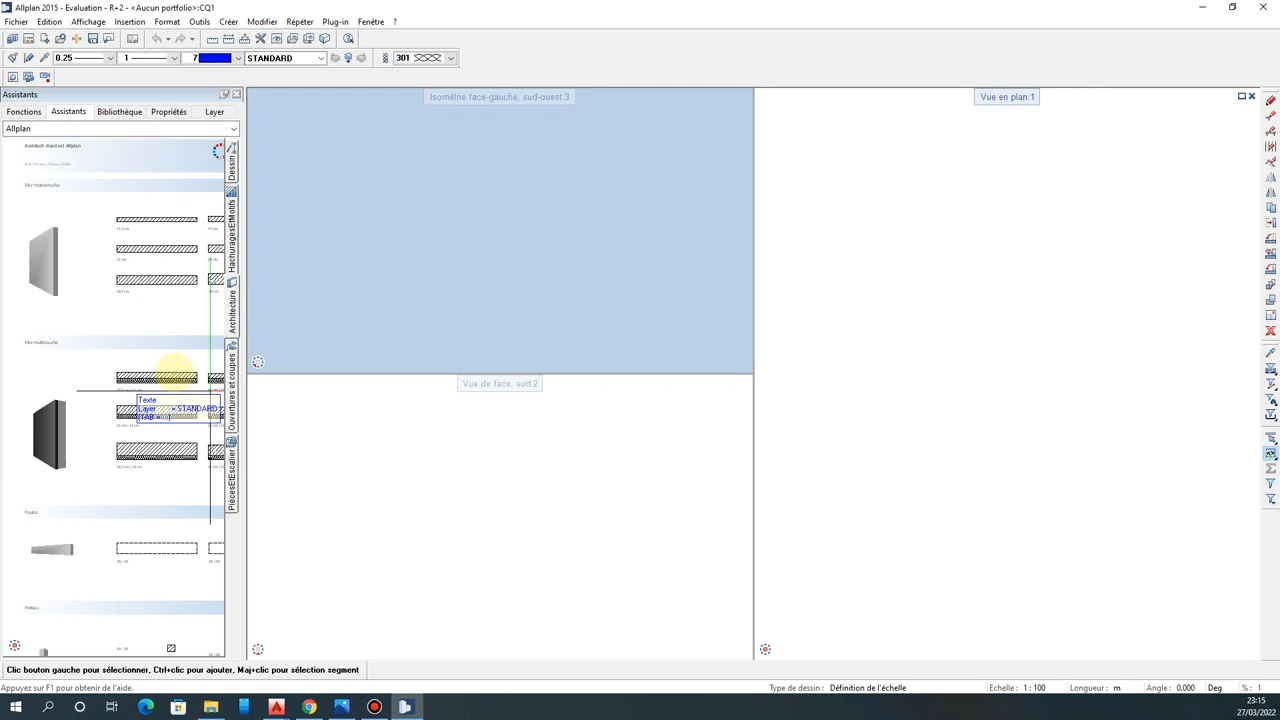 Allplan 2015 - Evaluation - R+2 - <Aucun portfolio>:CQ1
Fichier Edition Affichage Insertion Format Outils Créer Modifier Répéter Plug-in Fenêtre ?
0.25 1 7 STANDARD 301
Assistants
Fonctions Assistants Bibliothèque Propriétés Layer
Allplan
Assistant standard Allplan
Mur monocouche
Mur multicouche
Texte
Layer = STANDARD
(TAB =
Poutre
Poteau
Dessin
HachuragesEtMotifs
Architecture
Ouvertures et coupes
PiècesEtEscalier
Isométrie face-gauche, sud-ouest:3
Vue en plan:1
Vue de face, sud:2
Clic bouton gauche pour sélectionner, Ctrl+clic pour ajouter, Maj+clic pour sélection segment
Appuyez sur F1 pour obtenir de l'aide.
Type de dessin : Définition de l'échelle Echelle : 1 : 100 Longueur : m Angle : 0.000 Deg % : 1
23:15
27/03/2022